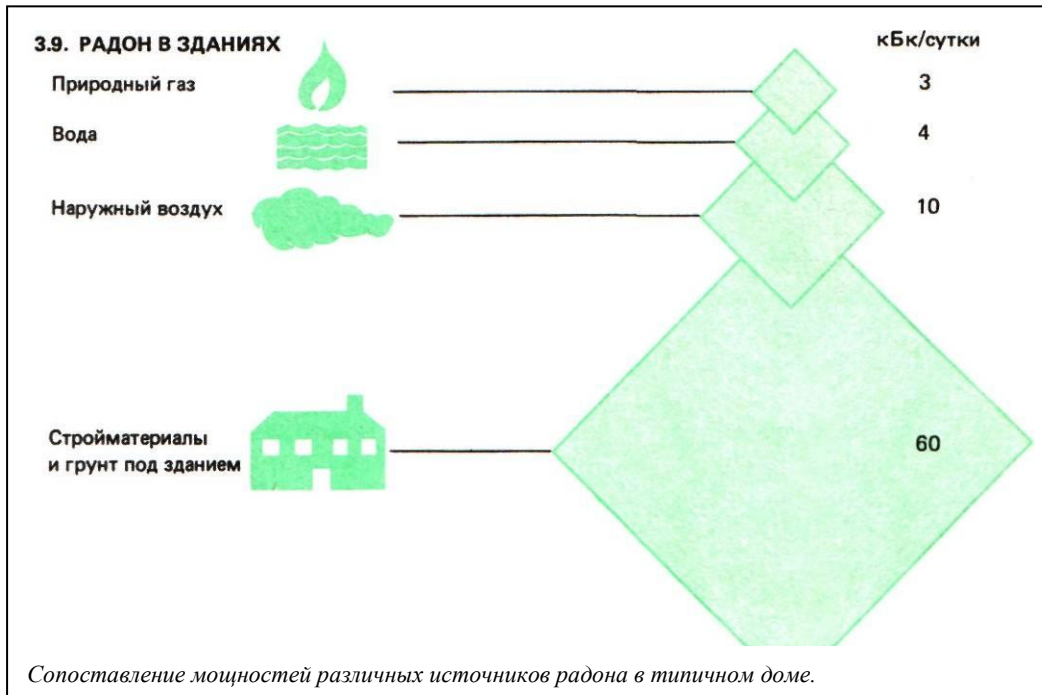 3.9. РАДОН В ЗДАНИЯХ
кБк/сутки
Природный газ
3
Вода
4
Наружный воздух
10
Стройматериалы
и грунт под зданием
60
Сопоставление мощностей различных источников радона в типичном доме.